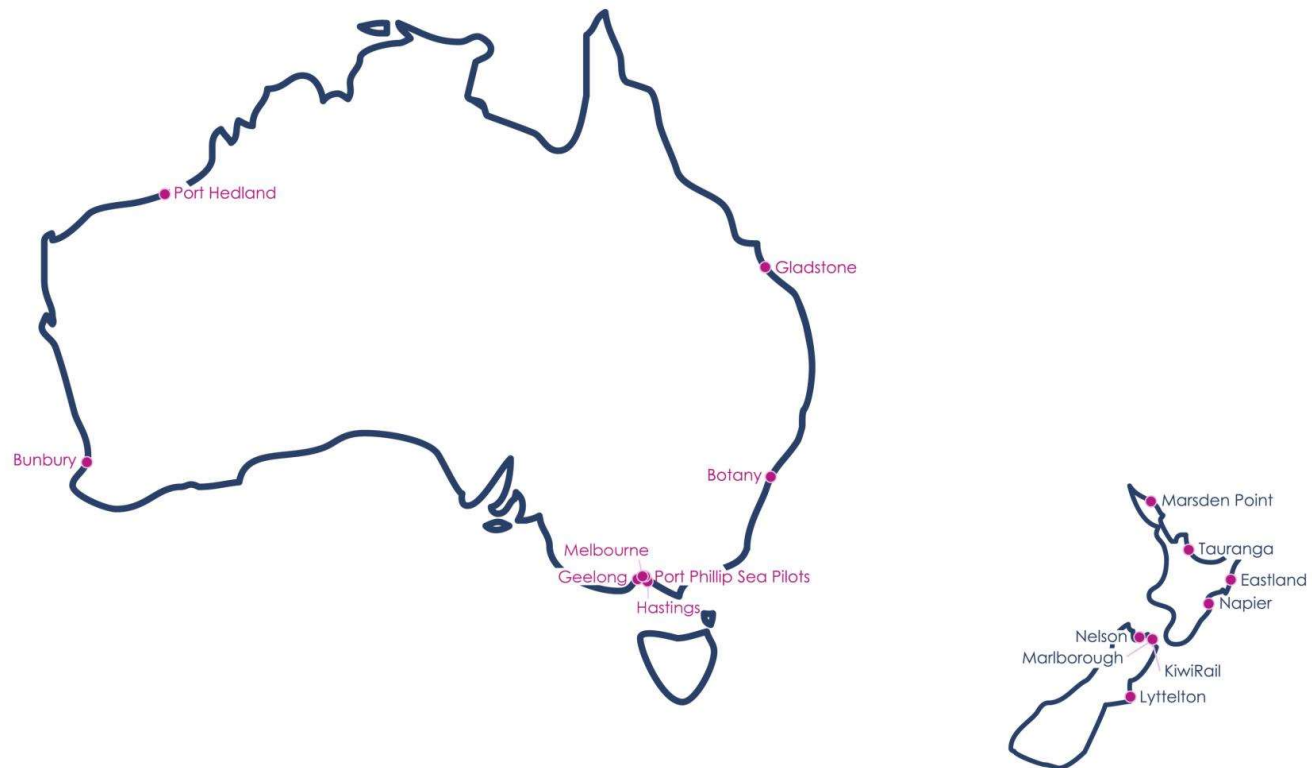 Port Hedland
Gladstone
Bunbury
Botany
Melbourne
Geelong
Port Phillip Sea Pilots
Hastings
Marsden Point
Tauranga
Eastland
Napier
Nelson
Marlborough
KiwiRail
Lyttelton